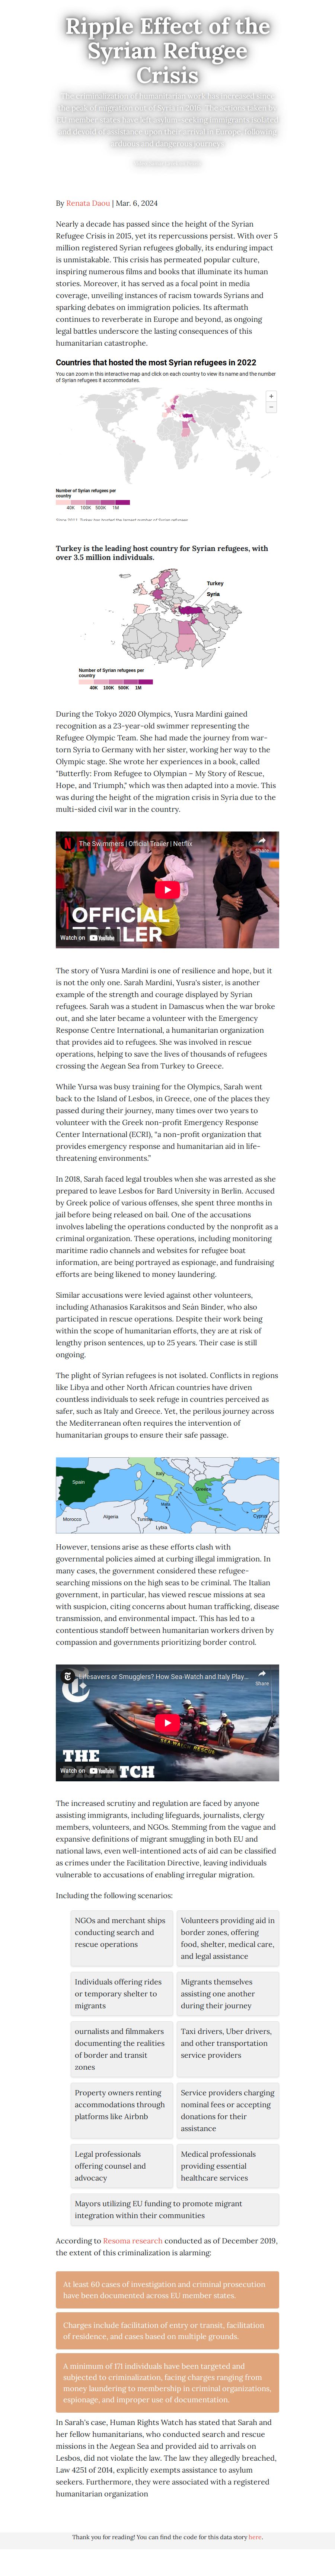 Ripple Effect of the
Syrian Refugee
Crisis
The criminalization of humanitarian work has increased since
the peak of migration out of Syria in 2015. The actions taken by
EU member states have left asylum-seeking immigrants isolated
and devoid of assistance upon their arrival in Europe following
arduous and dangerous journeys.
By Renata Daou | Mar. 6, 2024
Nearly a decade has passed since the height of the Syrian
Refugee Crisis in 2015, yet its repercussions persist. With over 5
million registered Syrian refugees globally, its enduring impact
is unmistakable. This crisis has permeated popular culture,
inspiring numerous films and books that illuminate its human
stories. Moreover, it has served as a focal point in media
coverage, unveiling instances of racism towards Syrians and
sparking debates on immigration policies. Its aftermath
continues to reverberate in Europe and beyond, as ongoing
legal battles underscore the lasting consequences of this
humanitarian catastrophe.
Countries that hosted the most Syrian refugees in 2022
You can zoom in this interactive map and click on each country to view its name and the number
of Syrian refugees it accommodates.
+
−
Number of Syrian refugees per
country
40K 100K 500K 1M
Turkey is the leading host country for Syrian refugees, with
over 3.5 million individuals.
Turkey
Syria
Number of Syrian refugees per
country
40K 100K 500K 1M
During the Tokyo 2020 Olympics, Yusra Mardini gained
recognition as a 23-year-old swimmer representing the
Refugee Olympic Team. She had made the journey from war-
torn Syria to Germany with her sister, working her way to the
Olympic stage. She wrote her experiences in a book, called
"Butterfly: From Refugee to Olympian – My Story of Rescue,
Hope, and Triumph," which was then adapted into a movie. This
was during the height of the migration crisis in Syria due to the
multi-sided civil war in the country.
The Swimmers | Official Trailer | Netflix
Share
OFFICIAL
TRAILER
Watch on YouTube
The story of Yusra Mardini is one of resilience and hope, but it
is not the only one. Sarah Mardini, Yusra's sister, is another
example of the strength and courage displayed by Syrian
refugees. Sarah was a student in Damascus when the war broke
out, and she later became a volunteer with the Emergency
Response Centre International, a humanitarian organization
that provides aid to refugees. She was involved in rescue
operations, helping to save the lives of thousands of refugees
crossing the Aegean Sea from Turkey to Greece.
While Yursa was busy training for the Olympics, Sarah went
back to the Island of Lesbos, in Greece, one of the places they
passed during their journey, many times over two years to
volunteer with the Greek non-profit Emergency Response
Center International (ECRI), "a non-profit organization that
provides emergency response and humanitarian aid in life-
threatening environments."
In 2018, Sarah faced legal troubles when she was arrested as she
prepared to leave Lesbos for Bard University in Berlin. Accused
by Greek police of various offenses, she spent three months in
jail before being released on bail. One of the accusations
involves labeling the operations conducted by the nonprofit as a
criminal organization. These operations, including monitoring
maritime radio channels and websites for refugee boat
information, are being portrayed as espionage, and fundraising
efforts are being likened to money laundering.
Similar accusations were levied against other volunteers,
including Athanasios Karakitsos and Seán Binder, who also
participated in rescue operations. Despite their work being
within the scope of humanitarian efforts, they are at risk of
lengthy prison sentences, up to 25 years. Their case is still
ongoing.
The plight of Syrian refugees is not isolated. Conflicts in regions
like Libya and other North African countries have driven
countless individuals to seek refuge in countries perceived as
safer, such as Italy and Greece. Yet, the perilous journey across
the Mediterranean often requires the intervention of
humanitarian groups to ensure their safe passage.
Spain
Italy
Greece
Malta
Cyprus
Morocco
Algeria
Tunisia
Lybia
However, tensions arise as these efforts clash with
governmental policies aimed at curbing illegal immigration. In
many cases, the government considered these refugee-
searching missions on the high seas to be criminal. The Italian
government, in particular, has viewed rescue missions at sea
with suspicion, citing concerns about human trafficking, disease
transmission, and environmental impact. This has led to a
contentious standoff between humanitarian workers driven by
compassion and governments prioritizing border control.
Lifesavers or Smugglers? How Sea-Watch and Italy Play...
Share
SEA-WATCH RESCUE
THE
Watch on YouTube
The increased scrutiny and regulation are faced by anyone
assisting immigrants, including lifeguards, journalists, clergy
members, volunteers, and NGOs. Stemming from the vague and
expansive definitions of migrant smuggling in both EU and
national laws, even well-intentioned acts of aid can be classified
as crimes under the Facilitation Directive, leaving individuals
vulnerable to accusations of enabling irregular migration.
Including the following scenarios:
NGOs and merchant ships
conducting search and
rescue operations
Volunteers providing aid in
border zones, offering
food, shelter, medical care,
and legal assistance
Individuals offering rides
or temporary shelter to
migrants
Migrants themselves
assisting one another
during their journey
ournalists and filmmakers
documenting the realities
of border and transit
zones
Taxi drivers, Uber drivers,
and other transportation
service providers
Property owners renting
accommodations through
platforms like Airbnb
Service providers charging
nominal fees or accepting
donations for their
assistance
Legal professionals
offering counsel and
advocacy
Medical professionals
providing essential
healthcare services
Mayors utilizing EU funding to promote migrant
integration within their communities
According to Resoma research conducted as of December 2019,
the extent of this criminalization is alarming:
At least 60 cases of investigation and criminal prosecution
have been documented across EU member states.
Charges include facilitation of entry or transit, facilitation
of residence, and cases based on multiple grounds.
A minimum of 171 individuals have been targeted and
subjected to criminalization, facing charges ranging from
money laundering to membership in criminal organizations,
espionage, and improper use of documentation.
In Sarah's case, Human Rights Watch has stated that Sarah and
her fellow humanitarians, who conducted search and rescue
missions in the Aegean Sea and provided aid to arrivals on
Lesbos, did not violate the law. The law they allegedly breached,
Law 4251 of 2014, explicitly exempts assistance to asylum
seekers. Furthermore, they were associated with a registered
humanitarian organization
Thank you for reading! You can find the code for this data story here.